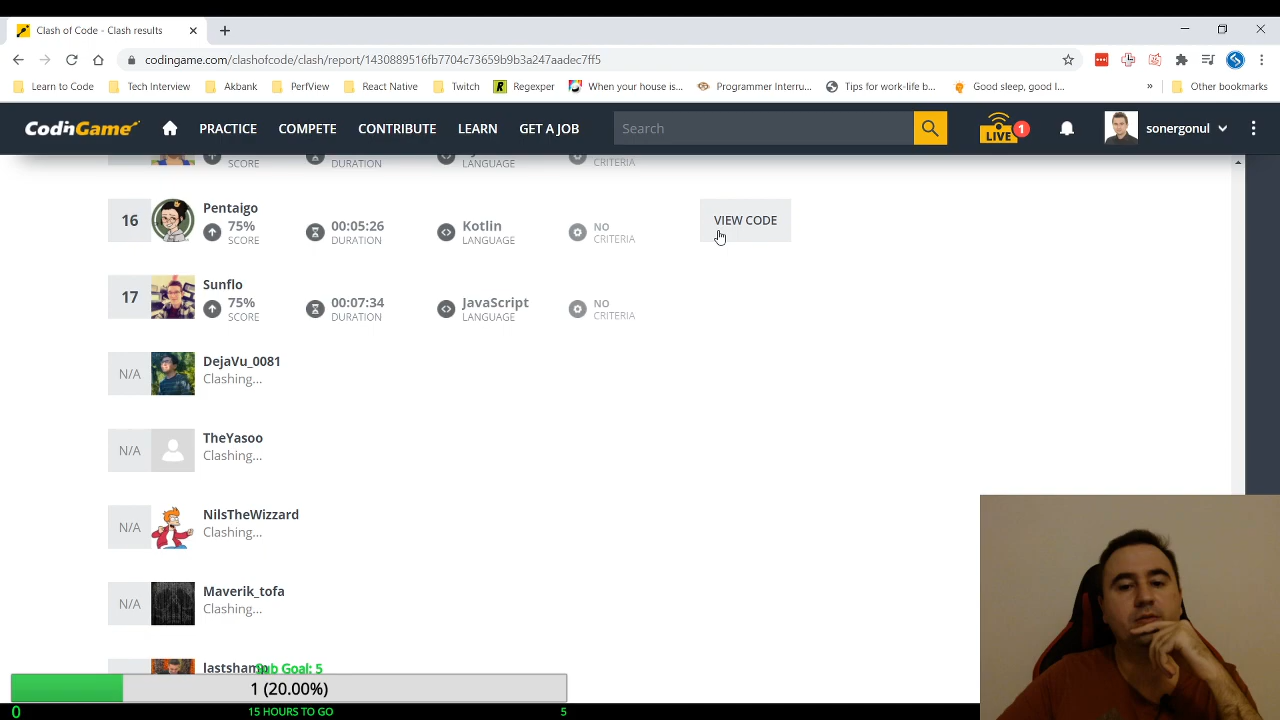 Clash of Code - Clash results
codingame.com/clashofcode/clash/report/1430899516fb7704c73659b9b3a247aadec7ff5
Learn to Code
Tech Interview
Akbank
PerfView
React Native
Twitch
Regexper
When your house is...
Programmer Interru...
Tips for work-life b...
Good sleep, good l...
»
Other bookmarks
CodinGame
PRACTICE
COMPETE
CONTRIBUTE
LEARN
GET A JOB
Search
LIVE
1
sonergonul
SCORE
DURATION
LANGUAGE
CRITERIA
16
Pentaigo
75%
SCORE
00:05:26
DURATION
Kotlin
LANGUAGE
NO
CRITERIA
VIEW CODE
17
Sunflo
75%
SCORE
00:07:34
DURATION
JavaScript
LANGUAGE
NO
CRITERIA
N/A
DejaVu_0081
Clashing...
N/A
TheYasoo
Clashing...
N/A
NilsTheWizzard
Clashing...
N/A
Maverik_tofa
Clashing...
Sub Goal: 5
1 (20.00%)
0
15 HOURS TO GO
5